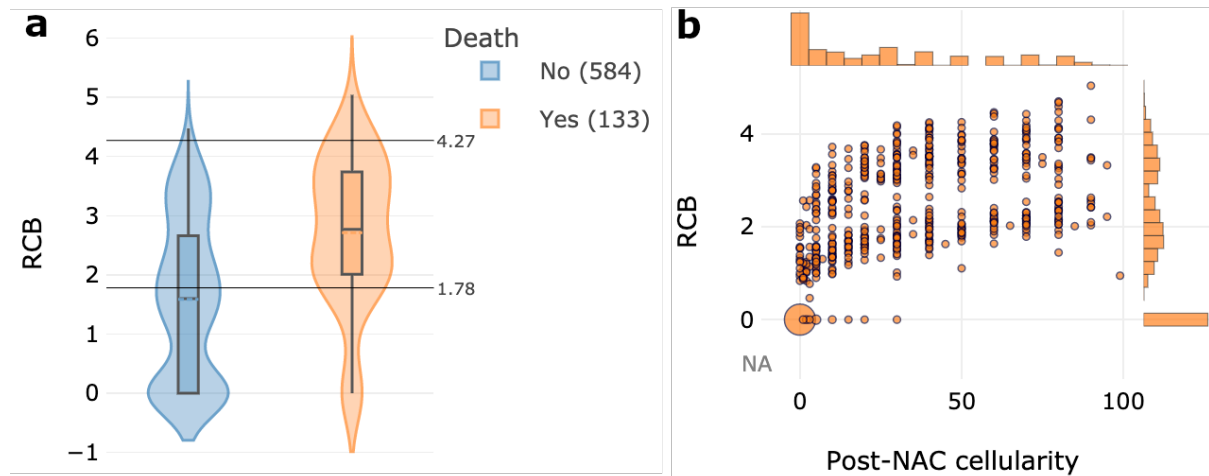 a
6
5
4
3
2
1
0
−1
RCB
4.27
1.78
Death
No (584)
Yes (133)
b
4
2
0
RCB
NA
0
50
100
Post-NAC cellularity